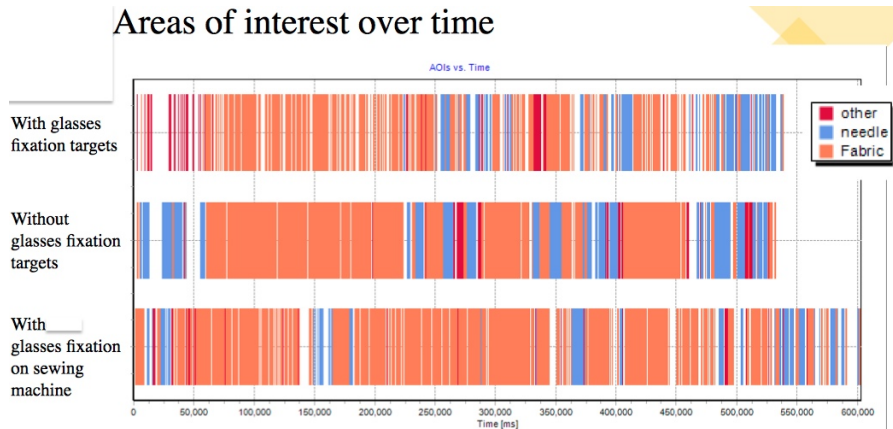 Areas of interest over time
AOIs vs. Time
With glasses
fixation targets
other
needle
Fabric
Without
glasses fixation
targets
With
glasses fixation
on sewing
machine
0 50,000 100,000 150,000 200,000 250,000 300,000 350,000 400,000 450,000 500,000 550,000 600,000
Time [ms]